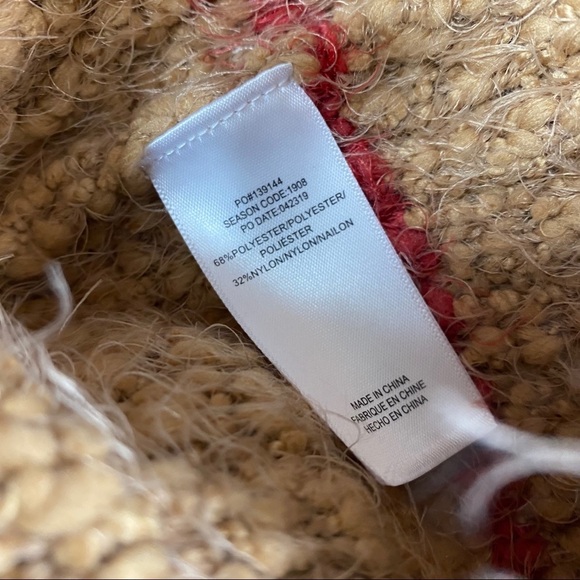 PO#139144
SEASON CODE:1908
PO DATE:042319
68%POLYESTER/POLYESTER/
POLIÉSTER
32%NYLON/NYLON/NAILON
MADE IN CHINA
FABRIQUE EN CHINE
HECHO EN CHINA